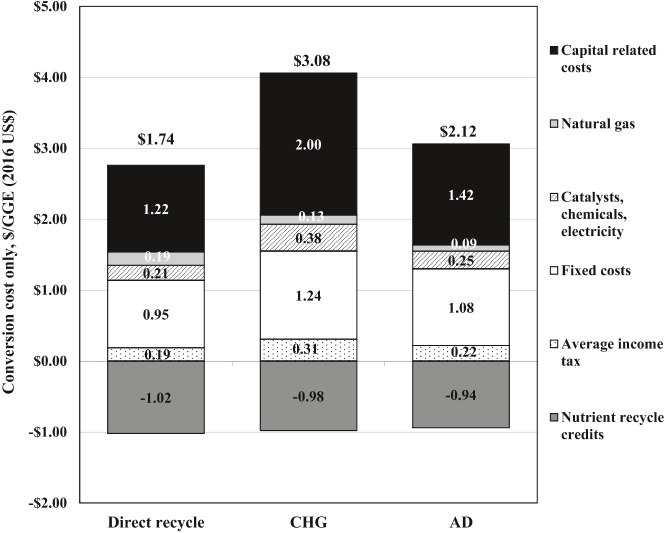 $5.00
$4.00
$3.00
$2.00
$1.00
$0.00
-$1.00
-$2.00
Conversion cost only, $/GGE (2016 US$)
$1.74
1.22
0.19
0.21
0.95
0.19
-1.02
$3.08
2.00
0.13
0.38
1.24
0.31
-0.98
$2.12
1.42
0.09
0.25
1.08
0.22
-0.94
Direct recycle
CHG
AD
Capital related
costs
Natural gas
Catalysts,
chemicals,
electricity
Fixed costs
Average income
tax
Nutrient recycle
credits